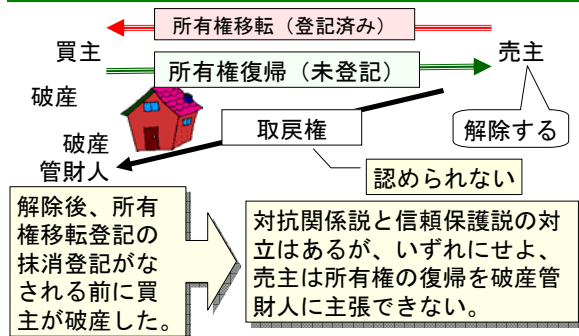 所有権移転（登記済み）
買主
売主
所有権復帰（未登記）
破産
取戻権
解除する
破産
管財人
認められない
解除後、所有
権移転登記の
抹消登記がな
される前に買
主が破産した。
対抗関係説と信頼保護説の対
立はあるが、いずれにせよ、
売主は所有権の復帰を破産管
財人に主張できない。